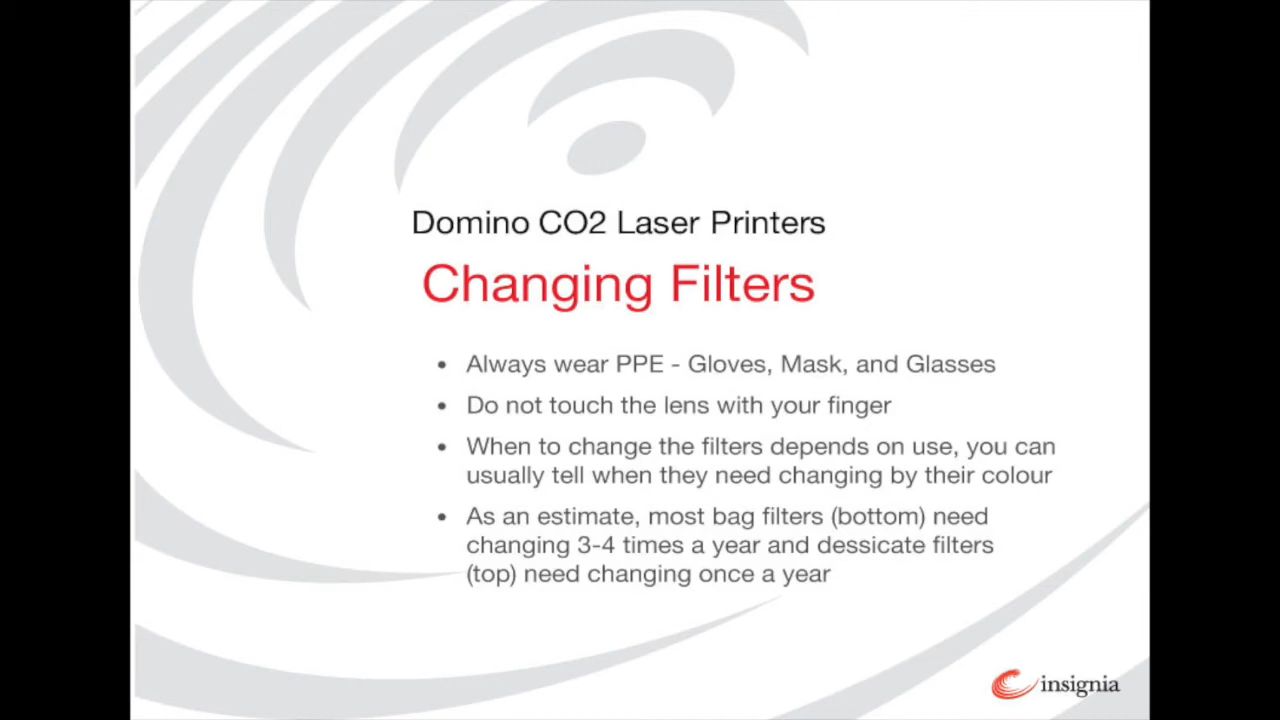 Domino CO2 Laser Printers
Changing Filters
• Always wear PPE - Gloves, Mask, and Glasses
• Do not touch the lens with your finger
• When to change the filters depends on use, you can
usually tell when they need changing by their colour
• As an estimate, most bag filters (bottom) need
changing 3-4 times a year and dessicate filters
(top) need changing once a year
insignia